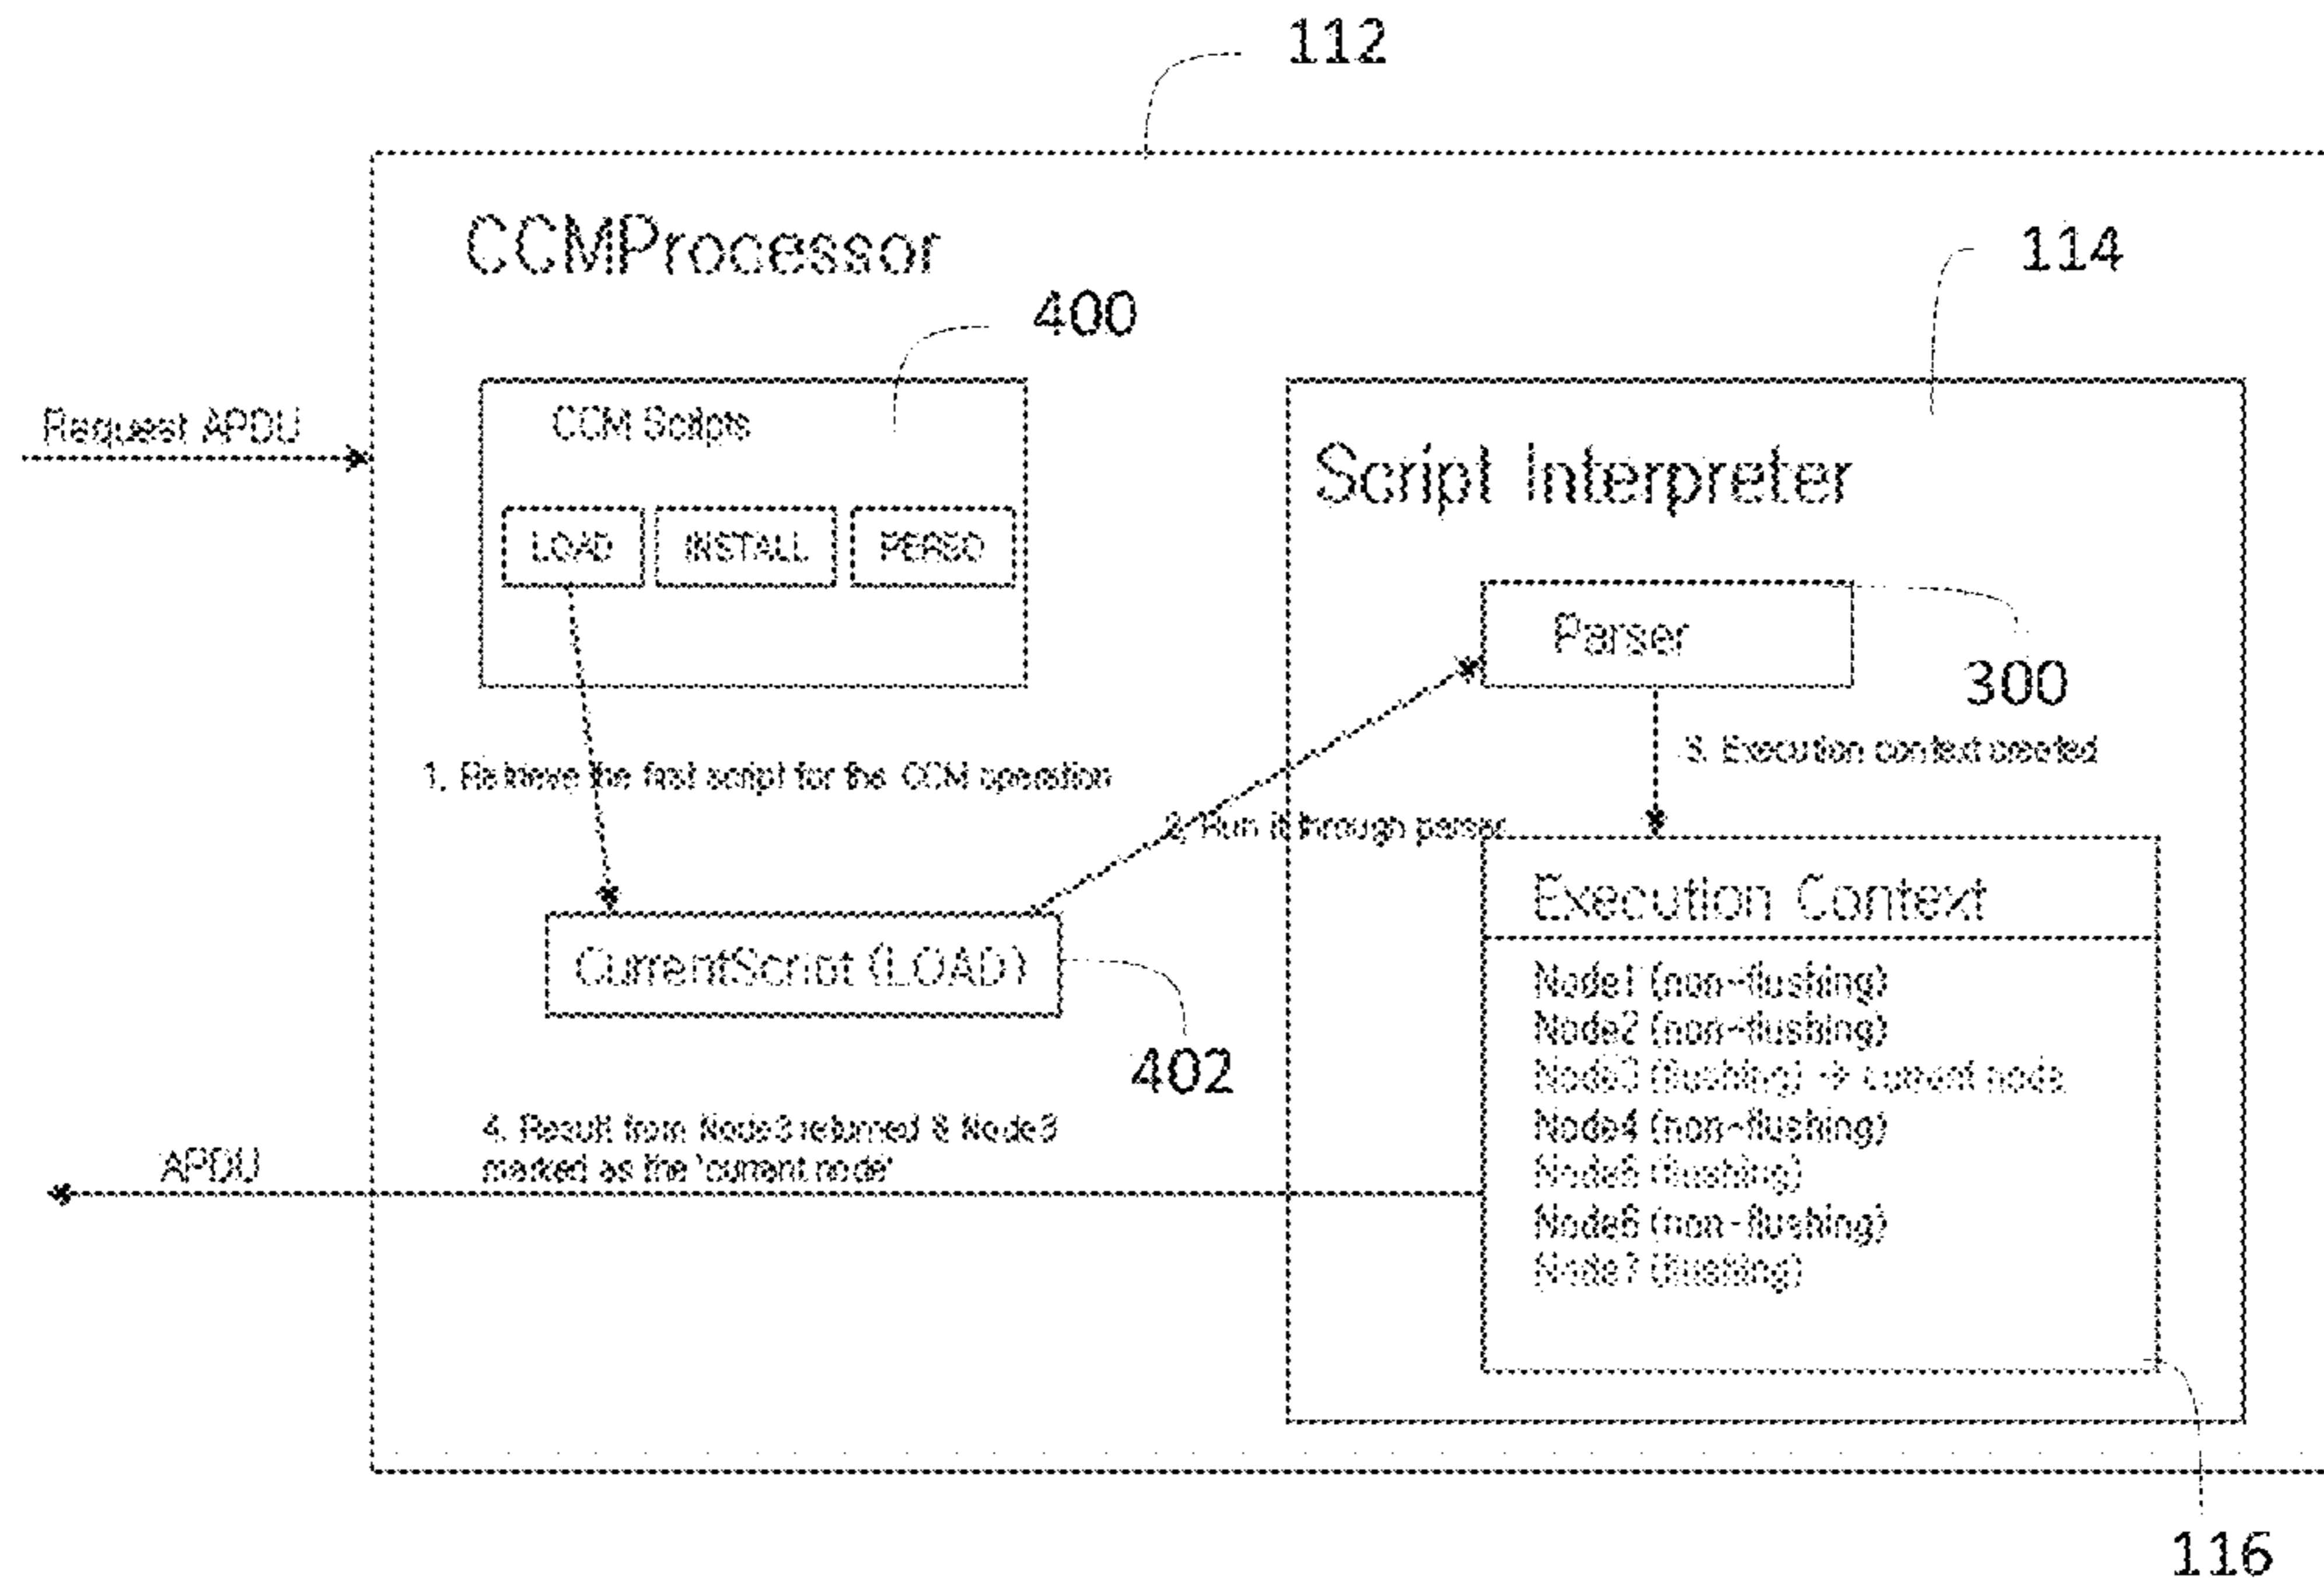 112
CCMProcessor
114
400
CCM Scripts
Request APDU
Script Interpreter
LOAD
INSTALL
PERSO
Parser
300
3. Execution context created
1. Retrieve the first script for the CCM operation
2. Run it through parser
Execution Context
CurrentScript (LOAD)
Node1 (non-flushing)
Node2 (non-flushing)
402
Node3 (flushing) → current node
4. Result from Node3 returned & Node3
Node4 (non-flushing)
APDU
marked as the 'current node'
Node5 (flushing)
Node6 (non-flushing)
Node7 (flushing)
116